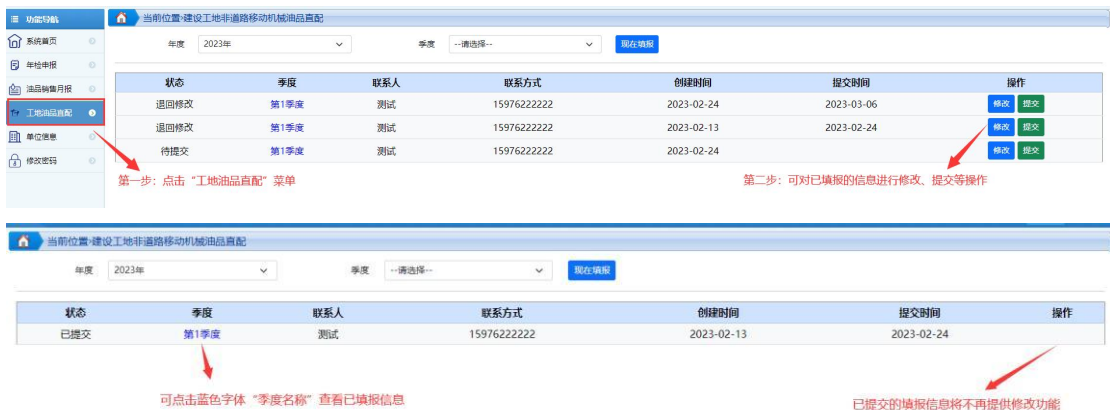 功能导航
当前位置>建设工地非道路移动机械油品直配
系统首页
年检申报
油品销售月报
工地油品直配
单位信息
修改密码
年度 2023年 季度 --请选择-- 现在填报
状态 季度 联系人 联系方式 创建时间 提交时间 操作
退回修改 第1季度 测试 15976222222 2023-02-24 2023-03-06 修改 提交
退回修改 第1季度 测试 15976222222 2023-02-13 2023-02-24 修改 提交
待提交 第1季度 测试 15976222222 2023-02-24 修改 提交
第一步：点击“工地油品直配”菜单
第二步：可对已填报的信息进行修改、提交等操作
当前位置>建设工地非道路移动机械油品直配
年度 2023年 季度 --请选择-- 现在填报
状态 季度 联系人 联系方式 创建时间 提交时间 操作
已提交 第1季度 测试 15976222222 2023-02-13 2023-02-24
可点击蓝色字体“季度名称”查看已填报信息
已提交的填报信息将不再提供修改功能